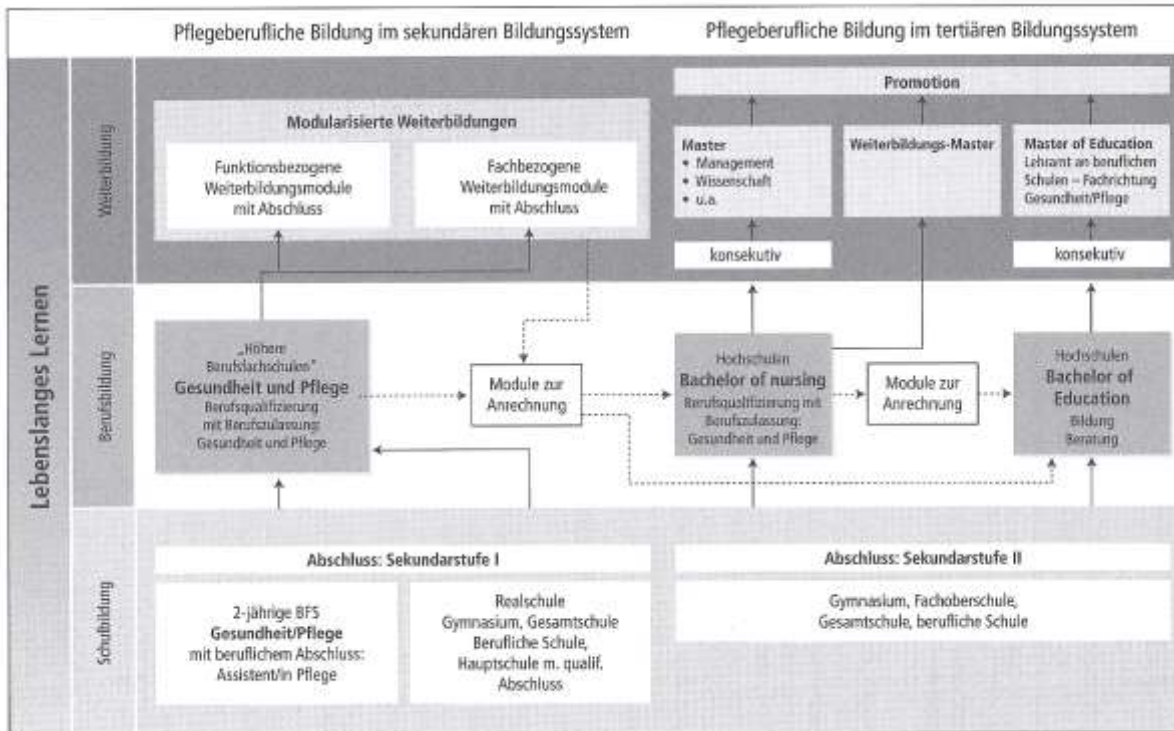 Pflegeberufliche Bildung im sekundären Bildungssystem
Pflegeberufliche Bildung im tertiären Bildungssystem
Lebenslanges Lernen
Weiterbildung
Modularisierte Weiterbildungen
Funktionsbezogene
Weiterbildungsmodule
mit Abschluss
Fachbezogene
Weiterbildungsmodule
mit Abschluss
Promotion
Master
• Management
• Wissenschaft
• u.a.
Weiterbildungs-Master
Master of Education
Lehramt an beruflichen
Schulen – Fachrichtung
Gesundheit/Pflege
konsekutiv
konsekutiv
Berufsbildung
„Höhere
Berufsfachschulen"
Gesundheit und Pflege
Berufsqualifizierung
mit Berufszulassung:
Gesundheit und Pflege
Module zur
Anrechnung
Hochschulen
Bachelor of nursing
Berufsqualifizierung mit
Berufszulassung:
Gesundheit und Pflege
Module zur
Anrechnung
Hochschulen
Bachelor of
Education
Bildung
Beratung
Schulbildung
Abschluss: Sekundarstufe I
2-jährige BFS
Gesundheit/Pflege
mit beruflichem Abschluss:
Assistent/in Pflege
Realschule
Gymnasium, Gesamtschule
Berufliche Schule,
Hauptschule m. qualif.
Abschluss
Abschluss: Sekundarstufe II
Gymnasium, Fachoberschule,
Gesamtschule, berufliche Schule